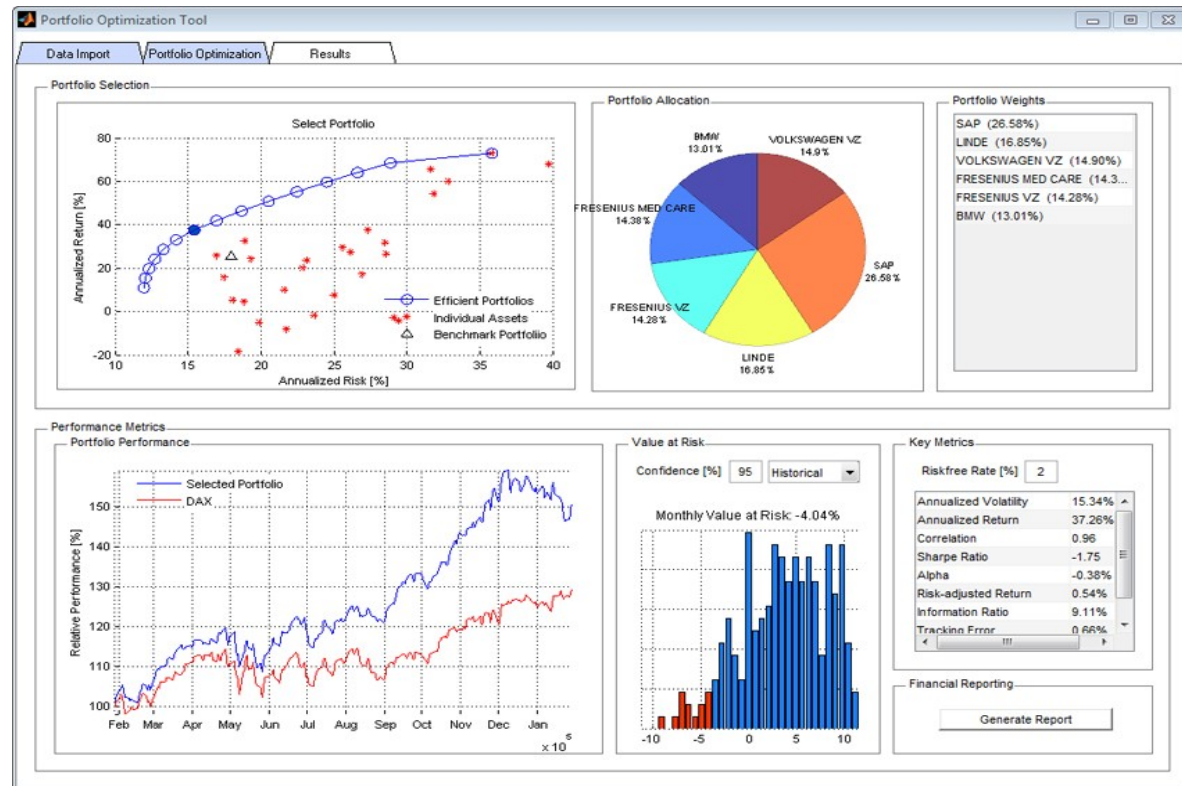 Portfolio Optimization Tool
Data Import
Portfolio Optimization
Results
Portfolio Selection
Select Portfolio
80
60
40
20
0
-20
10
15
20
25
30
35
40
Annualized Return [%]
Annualized Risk [%]
Efficient Portfolios
Individual Assets
Benchmark Portfoliio
Portfolio Allocation
BMW
13.01%
VOLKSWAGEN VZ
14.9%
FRESENIUS MED CARE
14.38%
SAP
26.58%
FRESENIUS VZ
14.28%
LINDE
16.85%
Portfolio Weights
SAP (26.58%)
LINDE (16.85%)
VOLKSWAGEN VZ (14.90%)
FRESENIUS MED CARE (14.3...
FRESENIUS VZ (14.28%)
BMW (13.01%)
Performance Metrics
Portfolio Performance
Selected Portfolio
DAX
150
140
130
120
110
100
Relative Performance [%]
Feb
Mar
Apr
May
Jun
Jul
Aug
Sep
Oct
Nov
Dec
Jan
x 10^5
Value at Risk
Confidence [%] 95 Historical
Monthly Value at Risk: -4.04%
-10
-5
0
5
10
Key Metrics
Riskfree Rate [%] 2
Annualized Volatility 15.34%
Annualized Return 37.26%
Correlation 0.96
Sharpe Ratio -1.75
Alpha -0.38%
Risk-adjusted Return 0.54%
Information Ratio 9.11%
Tracking Error 0.66%
Financial Reporting
Generate Report